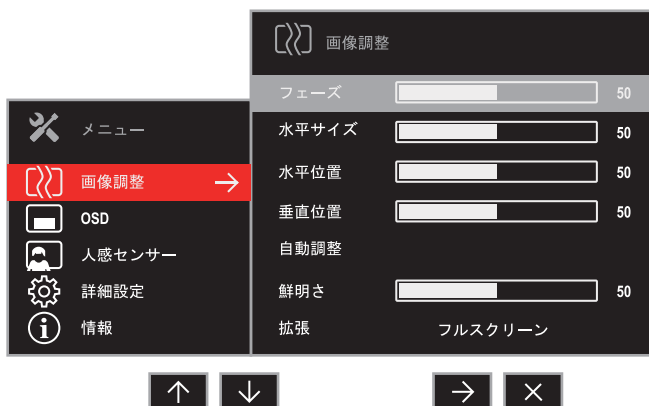 画像調整
フェーズ 50
メニュー
水平サイズ 50
画像調整
水平位置 50
OSD
垂直位置 50
人感センサー
自動調整
詳細設定
鮮明さ 50
情報
拡張 フルスクリーン